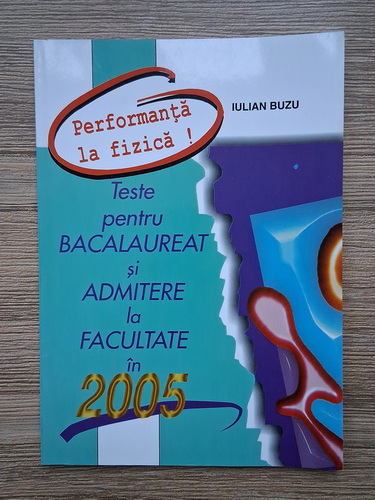 Performanță
la fizică !
IULIAN BUZU
Teste
pentru
BACALAUREAT
și
ADMITERE
la
FACULTATE
în
2005